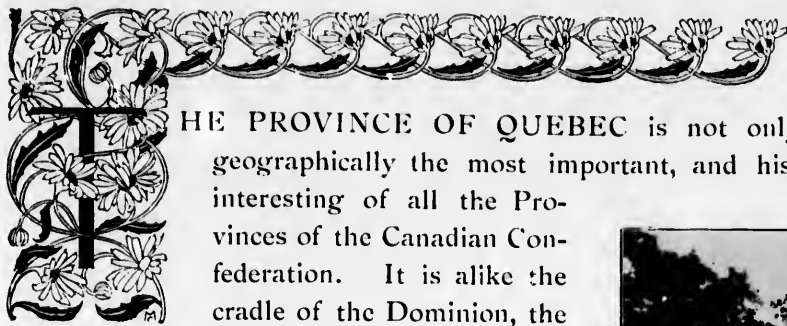 THE PROVINCE OF QUEBEC is not onl
geographically the most important, and his
interesting of all the Pro-
vinces of the Canadian Con-
federation. It is alike the
cradle of the Dominion, the